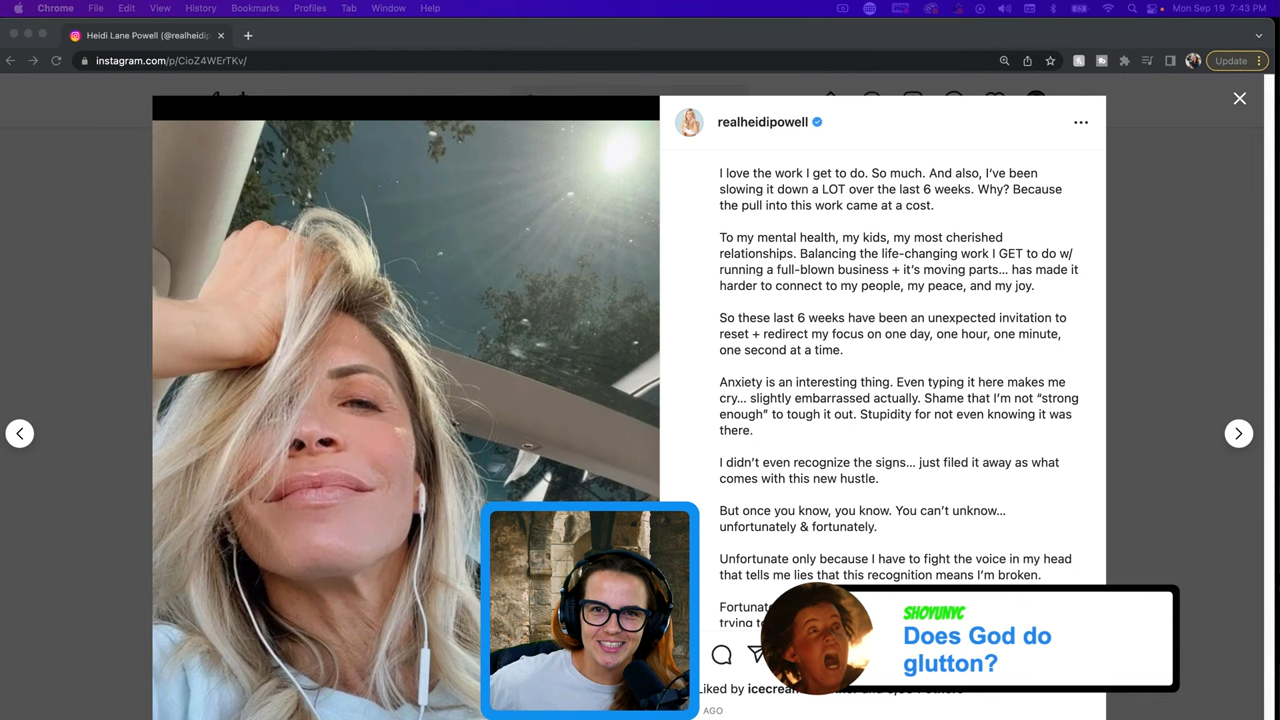 Chrome File Edit View History Bookmarks Profiles Tab Window Help Mon Sep 19 7:43 PM
Heidi Lane Powell (@realheidip
instagram.com/p/CioZ4WErTKv/ Update
realheidipowell
I love the work I get to do. So much. And also, I've been
slowing it down a LOT over the last 6 weeks. Why? Because
the pull into this work came at a cost.
To my mental health, my kids, my most cherished
relationships. Balancing the life-changing work I GET to do w/
running a full-blown business + it's moving parts... has made it
harder to connect to my people, my peace, and my joy.
So these last 6 weeks have been an unexpected invitation to
reset + redirect my focus on one day, one hour, one minute,
one second at a time.
Anxiety is an interesting thing. Even typing it here makes me
cry... slightly embarrassed actually. Shame that I'm not “strong
enough” to tough it out. Stupidity for not even knowing it was
there.
I didn't even recognize the signs... just filed it away as what
comes with this new hustle.
But once you know, you know. You can't unknow...
unfortunately & fortunately.
Unfortunate only because I have to fight the voice in my head
that tells me lies that this recognition means I'm broken.
Fortunate
trying to
SHOYUNYC
Does God do
glutton?
Liked by
AGO